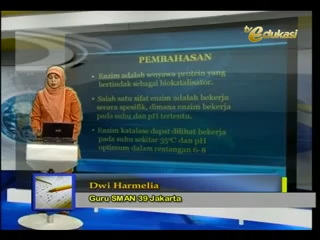 tv edukasi
PEMBAHASAN
Enzim adalah senyawa protein yang
bertindak sebagai biokatalisator.
Salah satu sifat enzim adalah bekerja
secara spesifik, dimana enzim bekerja
pada suhu dan pH tertentu.
Enzim katalase dapat dilihat bekerja
pada suhu sekitar 35°C dan pH
optimum dalam rentangan 6-8
Dwi Harmelia
Guru SMAN 39 Jakarta